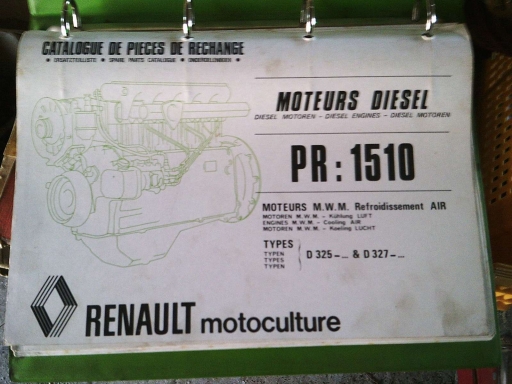 CATALOGUE DE PIECES DE RECHANGE
● ERSATZTEILLISTE ● SPARE PARTS CATALOGUE ● ONDERDELENBOEK ●
MOTEURS DIESEL
DIESEL MOTOREN - DIESEL ENGINES - DIESEL MOTOREN
PR: 1510
MOTEURS M.W.M. Refroidissement AIR
MOTOREN M.W.M. - Kühlung LUFT
ENGINES M.W.M. - Cooling AIR
MOTOREN M.W.M. - Koeling LUCHT
TYPES
TYPEN
TYPES
TYPEN
D 325-... & D 327-...
RENAULT motoculture